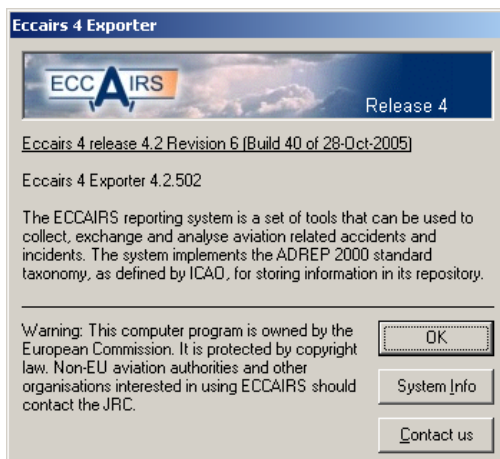 Eccairs 4 Exporter
ECCAIRS
Release 4
Eccairs 4 release 4.2 Revision 6 (Build 40 of 28-Oct-2005)
Eccairs 4 Exporter 4.2.502
The ECCAIRS reporting system is a set of tools that can be used to
collect, exchange and analyse aviation related accidents and
incidents. The system implements the ADREP 2000 standard
taxonomy, as defined by ICAO, for storing information in its repository.
Warning: This computer program is owned by the
European Commission. It is protected by copyright
law. Non-EU aviation authorities and other
organisations interested in using ECCAIRS should
contact the JRC.
OK
System Info
Contact us